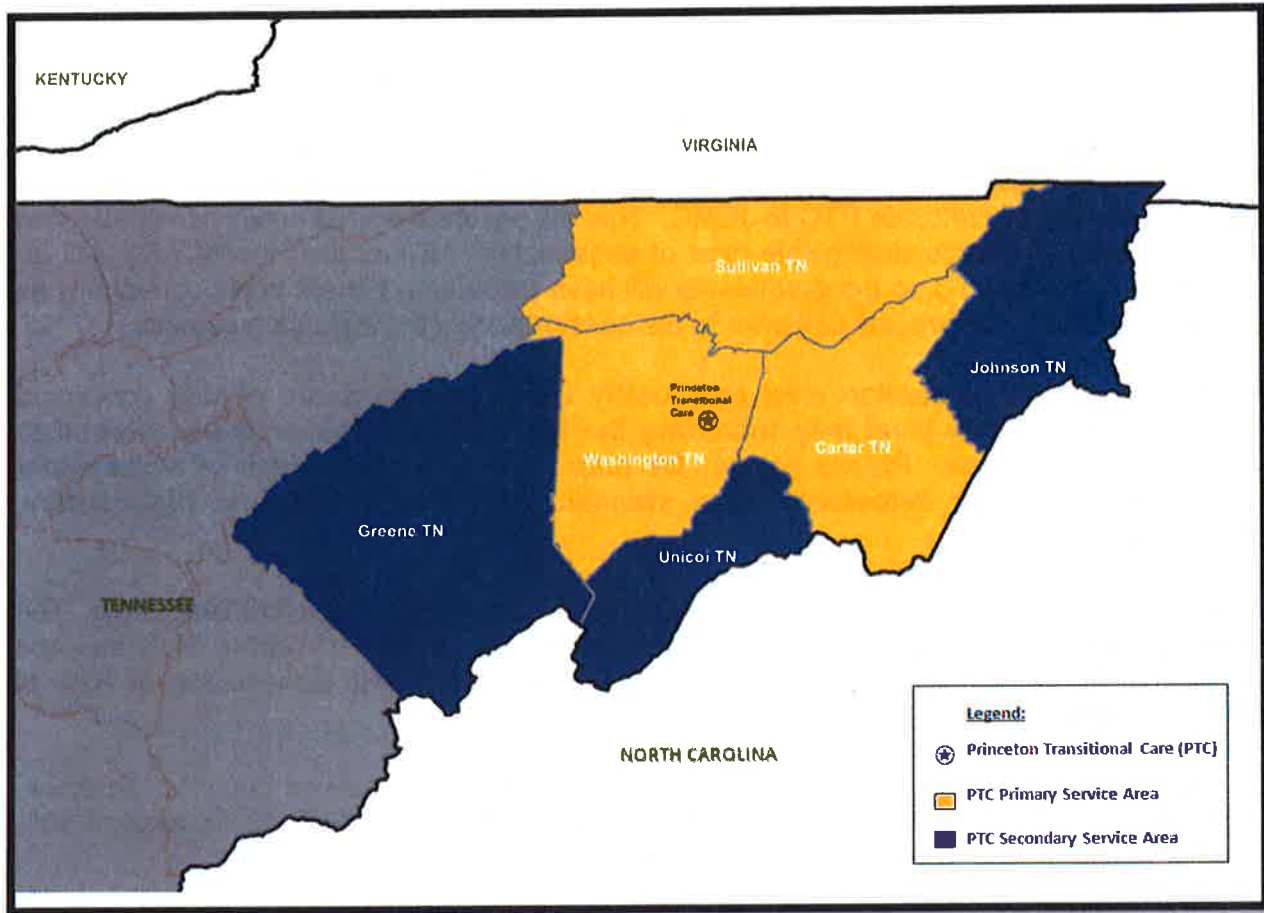 KENTUCKY
VIRGINIA
Sullivan TN
Johnson TN
Princeton
Transitional
Care
Washington TN
Carter TN
Greene TN
Unicoi TN
TENNESSEE
NORTH CAROLINA
Legend:
Princeton Transitional Care (PTC)
PTC Primary Service Area
PTC Secondary Service Area